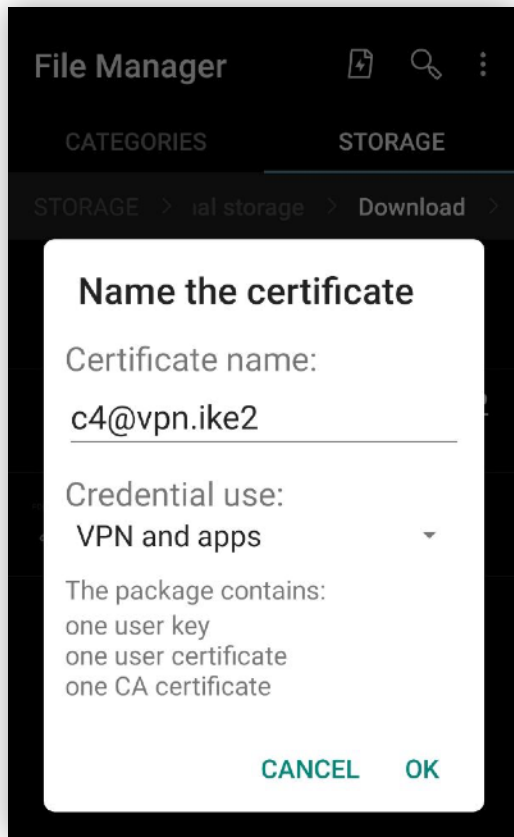 File Manager
CATEGORIES
STORAGE
STORAGE > nal storage > Download >
Name the certificate
Certificate name:
c4@vpn.ike2
Credential use:
VPN and apps
The package contains:
one user key
one user certificate
one CA certificate
CANCEL OK